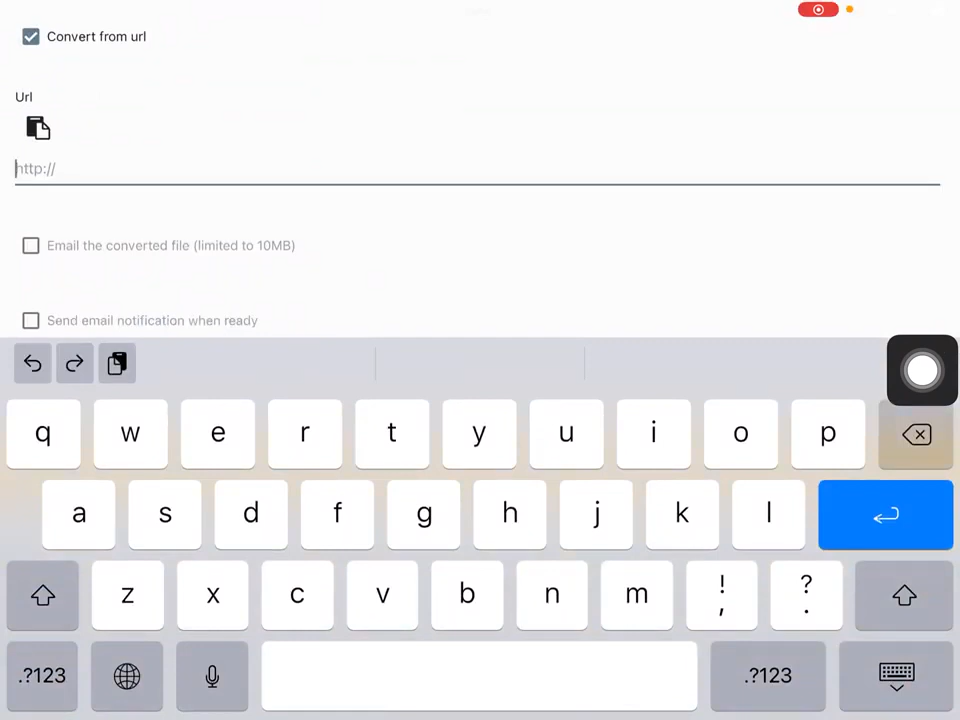 Convert from url
Url
http://
Email the converted file (limited to 10MB)
Send email notification when ready
q w e r t y u i o p
a s d f g h j k l
z x c v b n m ! , ? .
.?123 .?123